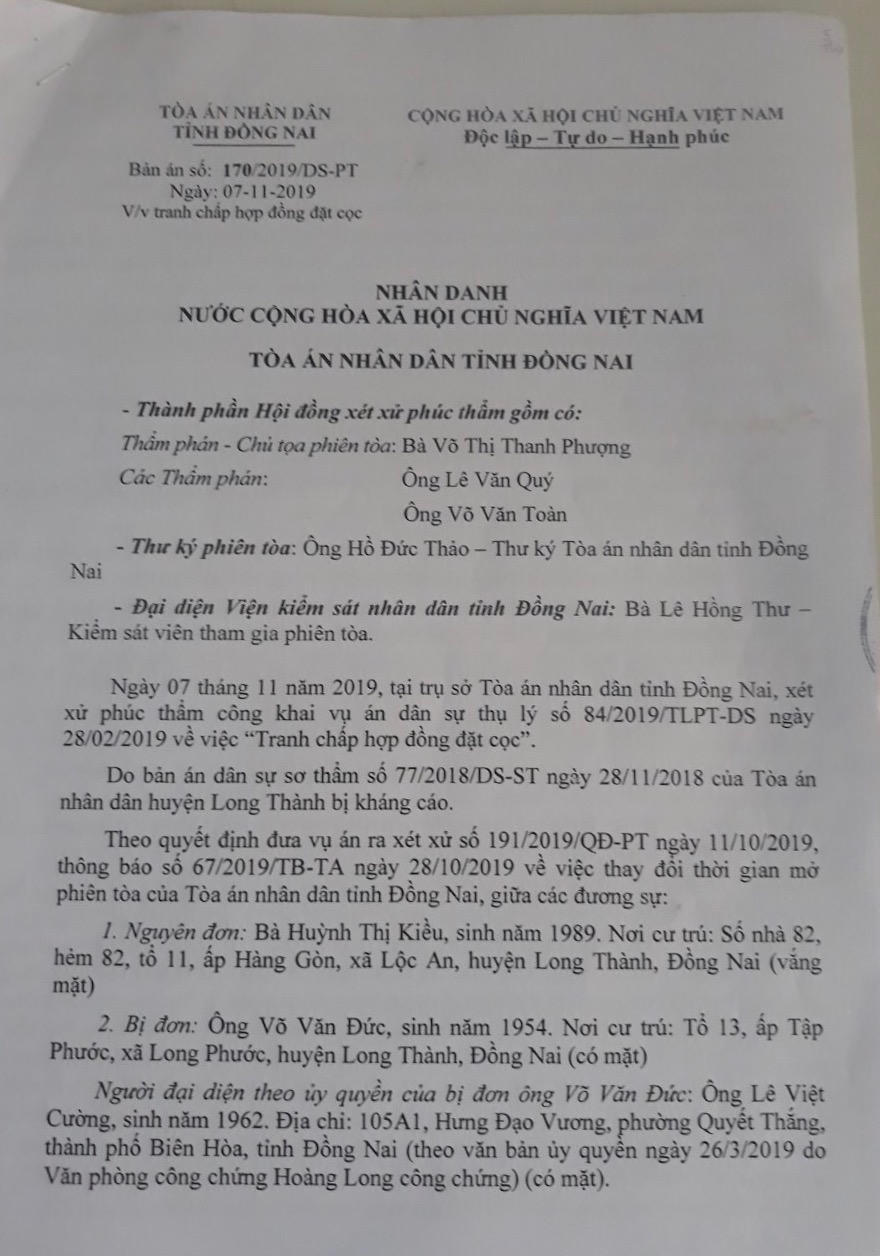 TÒA ÁN NHÂN DÂN
TỈNH ĐỒNG NAI
CỘNG HÒA XÃ HỘI CHỦ NGHĨA VIỆT NAM
Độc lập – Tự do – Hạnh phúc
Bản án số: 170/2019/DS-PT
Ngày: 07-11-2019
V/v tranh chấp hợp đồng đặt cọc
NHÂN DANH
NƯỚC CỘNG HÒA XÃ HỘI CHỦ NGHĨA VIỆT NAM
TÒA ÁN NHÂN DÂN TỈNH ĐỒNG NAI
- Thành phần Hội đồng xét xử phúc thẩm gồm có:
Thẩm phán - Chủ tọa phiên tòa: Bà Võ Thị Thanh Phượng
Các Thẩm phán: Ông Lê Văn Quý
Ông Võ Văn Toàn
- Thư ký phiên tòa: Ông Hồ Đức Thảo – Thư ký Tòa án nhân dân tỉnh Đồng
Nai
- Đại diện Viện kiểm sát nhân dân tỉnh Đồng Nai: Bà Lê Hồng Thư –
Kiểm sát viên tham gia phiên tòa.
Ngày 07 tháng 11 năm 2019, tại trụ sở Tòa án nhân dân tỉnh Đồng Nai, xét
xử phúc thẩm công khai vụ án dân sự thụ lý số 84/2019/TLPT-DS ngày
28/02/2019 về việc “Tranh chấp hợp đồng đặt cọc”.
Do bản án dân sự sơ thẩm số 77/2018/DS-ST ngày 28/11/2018 của Tòa án
nhân dân huyện Long Thành bị kháng cáo.
Theo quyết định đưa vụ án ra xét xử số 191/2019/QĐ-PT ngày 11/10/2019,
thông báo số 67/2019/TB-TA ngày 28/10/2019 về việc thay đổi thời gian mở
phiên tòa của Tòa án nhân dân tỉnh Đồng Nai, giữa các đương sự:
1. Nguyên đơn: Bà Huỳnh Thị Kiều, sinh năm 1989. Nơi cư trú: Số nhà 82,
hẻm 82, tổ 11, ấp Hàng Gòn, xã Lộc An, huyện Long Thành, Đồng Nai (vắng
mặt)
2. Bị đơn: Ông Võ Văn Đức, sinh năm 1954. Nơi cư trú: Tổ 13, ấp Tập
Phước, xã Long Phước, huyện Long Thành, Đồng Nai (có mặt)
Người đại diện theo ủy quyền của bị đơn ông Võ Văn Đức: Ông Lê Việt
Cường, sinh năm 1962. Địa chỉ: 105A1, Hưng Đạo Vương, phường Quyết Thắng,
thành phố Biên Hòa, tỉnh Đồng Nai (theo văn bản ủy quyền ngày 26/3/2019 do
Văn phòng công chứng Hoàng Long công chứng) (có mặt).